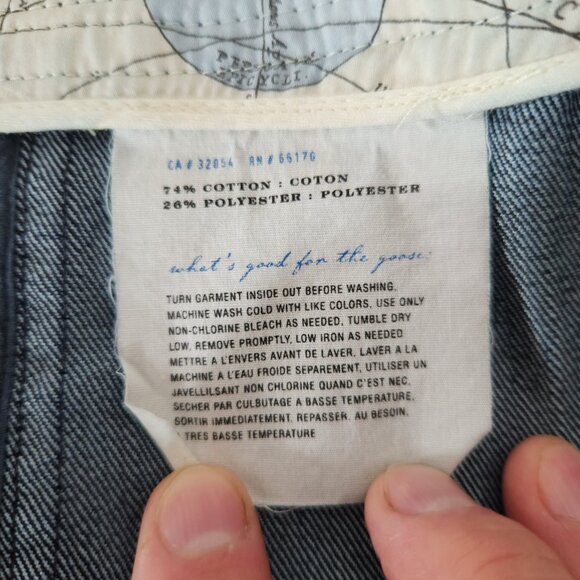 CYCLI.
CA # 32054 RN # 66170
74% COTTON : COTON
26% POLYESTER : POLYESTER
what's good for the goose:
TURN GARMENT INSIDE OUT BEFORE WASHING,
MACHINE WASH COLD WITH LIKE COLORS, USE ONLY
NON-CHLORINE BLEACH AS NEEDED, TUMBLE DRY
LOW, REMOVE PROMPTLY, LOW IRON AS NEEDED
METTRE A L'ENVERS AVANT DE LAVER, LAVER A LA
MACHINE A L'EAU FROIDE SEPAREMENT, UTILISER UN
JAVELLILSANT NON CHLORINE QUAND C'EST NEC.
SECHER PAR CULBUTAGE A BASSE TEMPERATURE,
SORTIR IMMEDIATEMENT. REPASSER, AU BESOIN,
A TRES BASSE TEMPERATURE